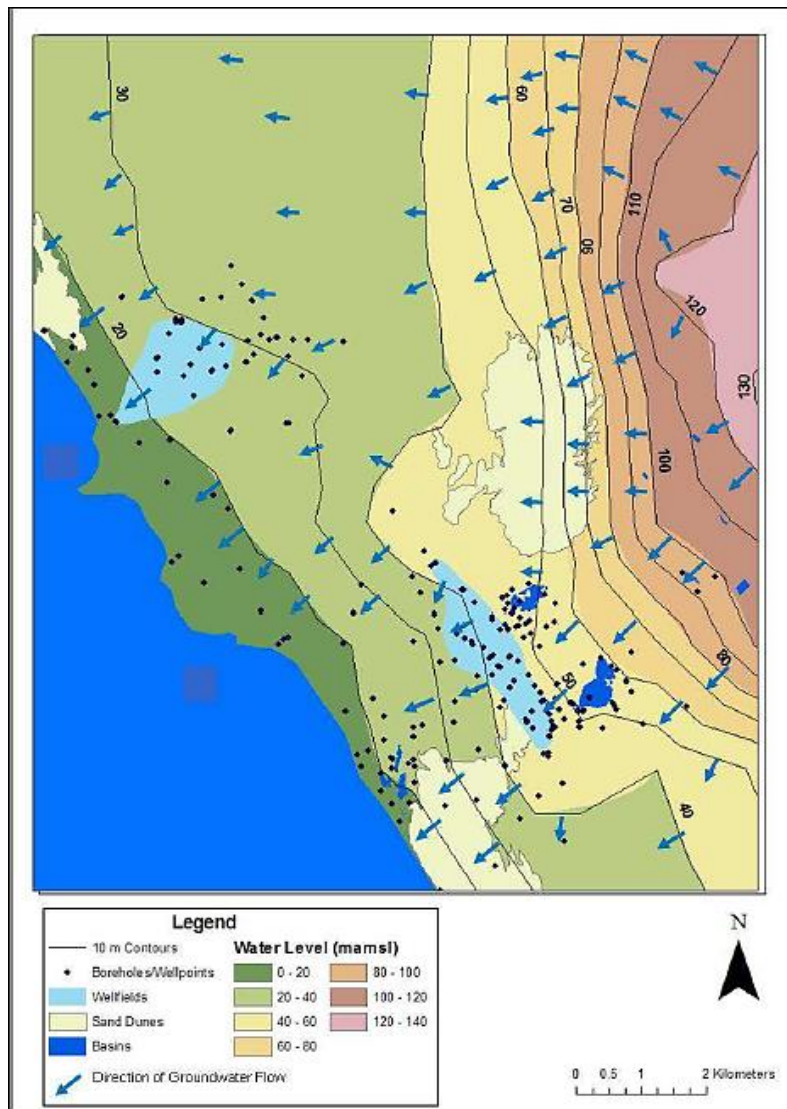 30
60
110
70
90
20
120
130
100
80
50
40
Legend
10 m Contours
Boreholes/Wellpoints
Wellfields
Sand Dunes
Basins
Direction of Groundwater Flow
Water Level (mamsl)
0 - 20
20 - 40
40 - 60
60 - 80
80 - 100
100 - 120
120 - 140
N
0 0.5 1 2 Kilometers